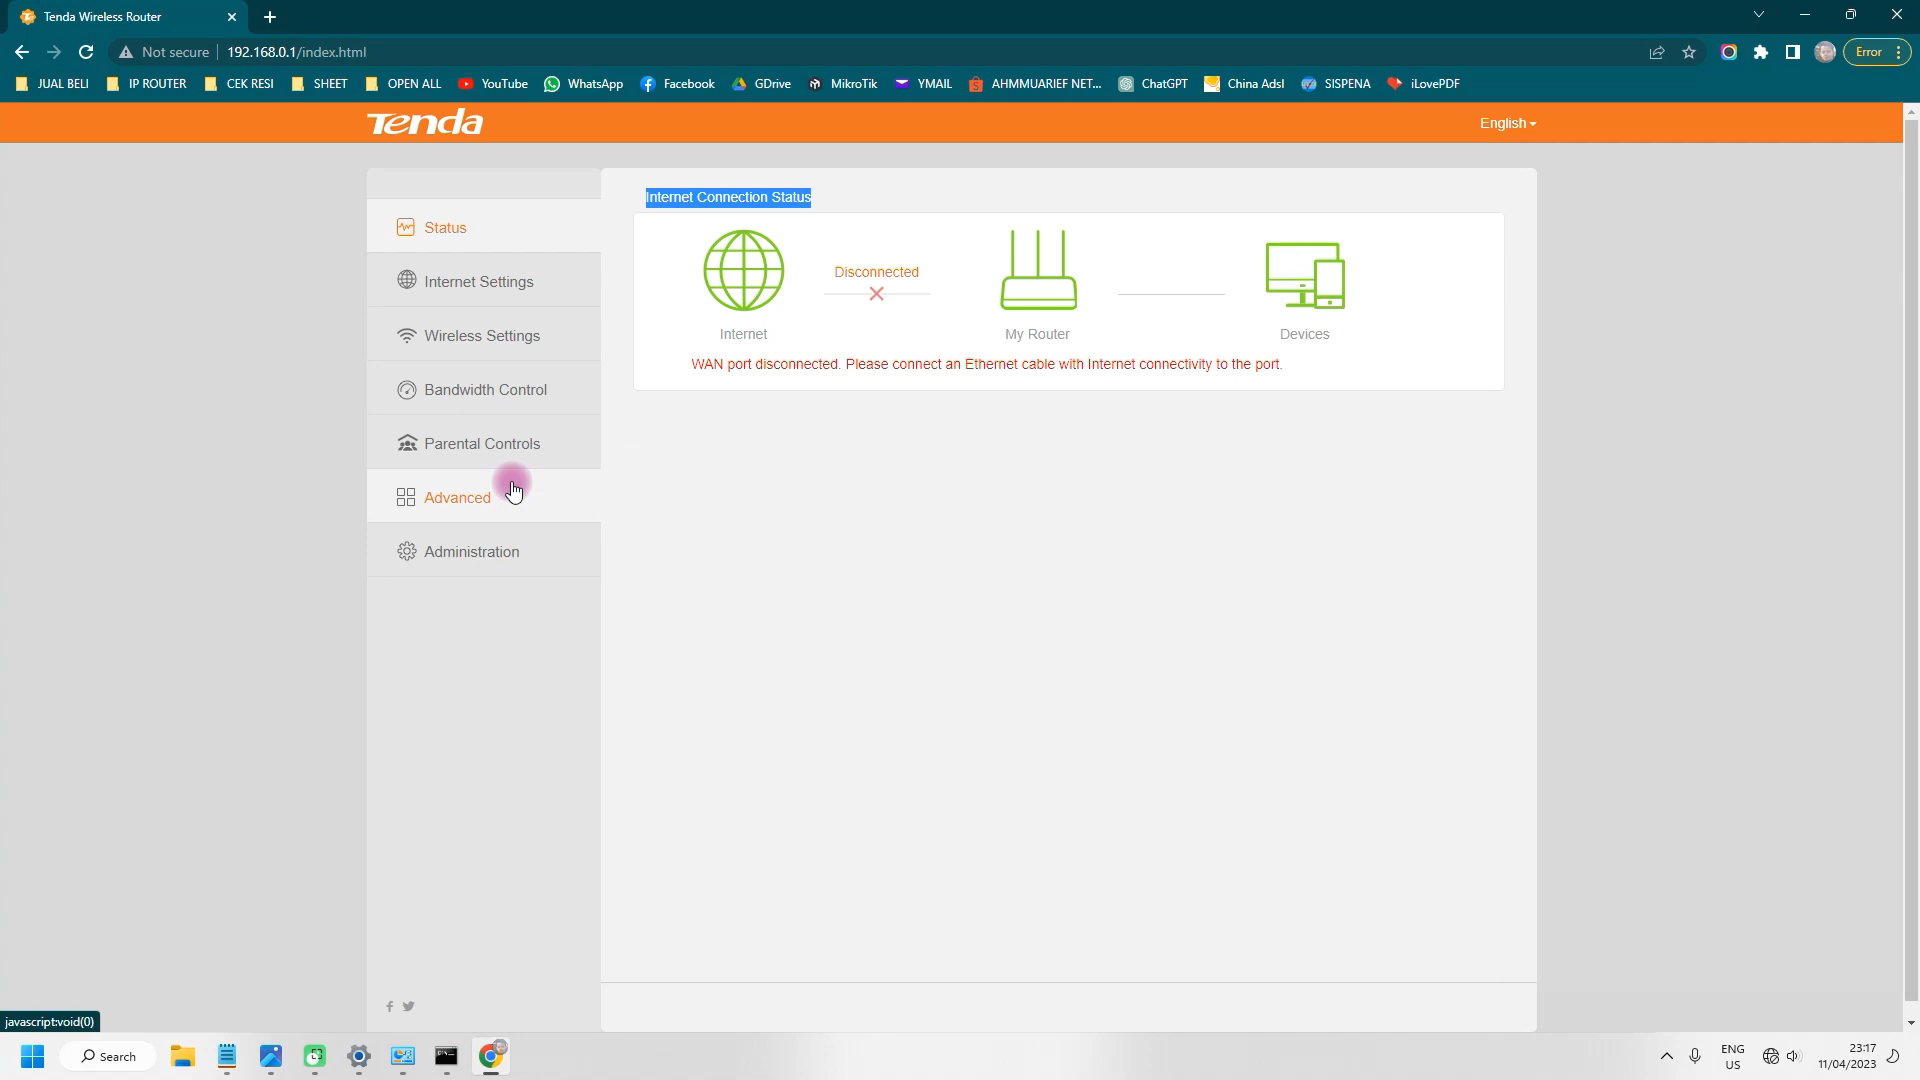 Tenda Wireless Router
Not secure
192.168.0.1/index.html
Error
JUAL BELI
IP ROUTER
CEK RESI
SHEET
OPEN ALL
YouTube
WhatsApp
Facebook
GDrive
MikroTik
YMAIL
AHMMUARIEF NET...
ChatGPT
China Adsl
SISPENA
iLovePDF
Tenda
English
Status
Internet Settings
Wireless Settings
Bandwidth Control
Parental Controls
Advanced
Administration
Internet Connection Status
Disconnected
Internet
My Router
Devices
WAN port disconnected. Please connect an Ethernet cable with Internet connectivity to the port.
javascript:void(0)
Search
ENG
US
23:17
11/04/2023